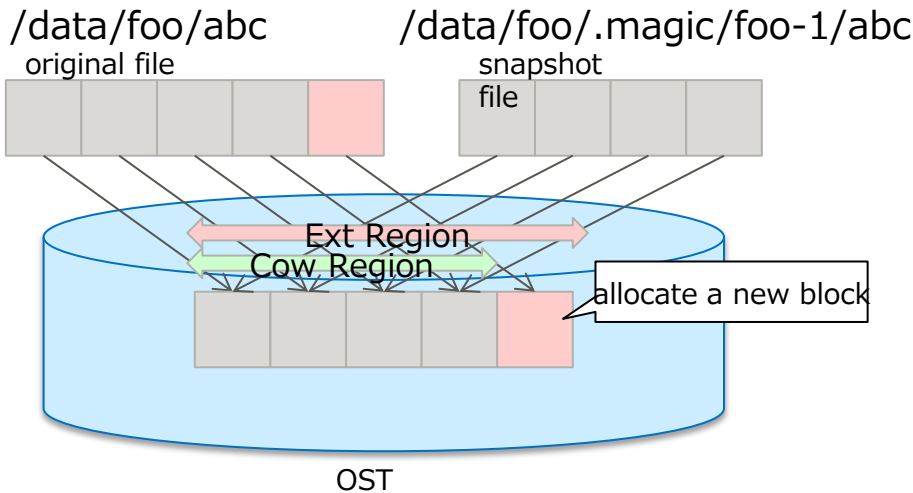 /data/foo/abc
/data/foo/.magic/foo-1/abc
original file
snapshot
file
Ext Region
Cow Region
allocate a new block
OST